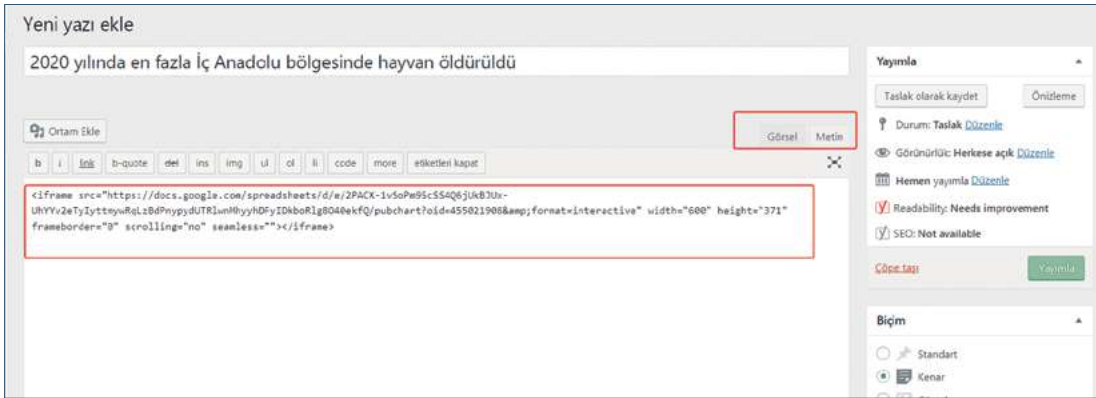 Yeni yazı ekle
2020 yılında en fazla İç Anadolu bölgesinde hayvan öldürüldü
Ortam Ekle
Görsel Metin
b i link b-quote del ins img ul ol li code more etiketleri kapat
<iframe src="https://docs.google.com/spreadsheets/d/e/2PACX-1vSoPm95cS54Q6jUkBJUx-
UhYYv2eTyIyttmywRqLzBdPnypydUTRlwnMhyyhDFyIDkboRlg8O40ekfQ/pubchart?oid=455021908&amp;format=interactive" width="600" height="371"
frameborder="0" scrolling="no" seamless=""></iframe>
Yayımla
Taslak olarak kaydet Önizleme
Durum: Taslak Düzenle
Görünürlük: Herkese açık Düzenle
Hemen yayımla Düzenle
Readability: Needs improvement
SEO: Not available
Çöpe taşı Yayımla
Biçim
Standart
Kenar